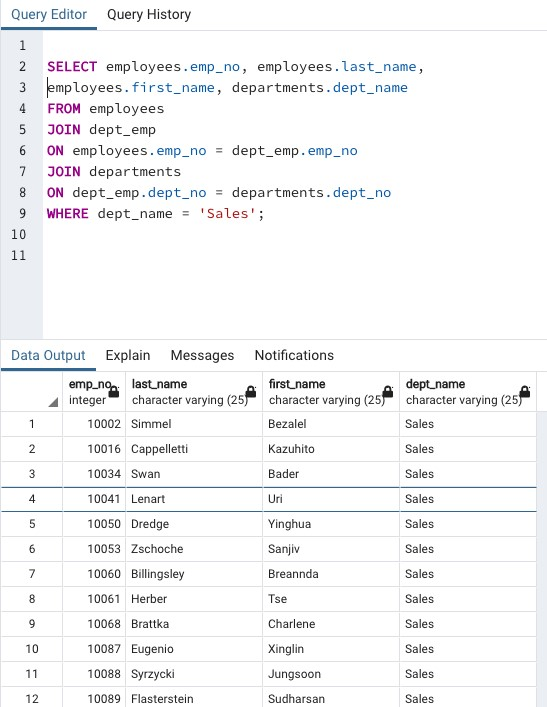 Query Editor Query History
1
2 SELECT employees.emp_no, employees.last_name,
3 employees.first_name, departments.dept_name
4 FROM employees
5 JOIN dept_emp
6 ON employees.emp_no = dept_emp.emp_no
7 JOIN departments
8 ON dept_emp.dept_no = departments.dept_no
9 WHERE dept_name = 'Sales';
10
11
Data Output Explain Messages Notifications
emp_no last_name first_name dept_name
integer character varying (25) character varying (25) character varying (25)
1 10002 Simmel Bezalel Sales
2 10016 Cappelletti Kazuhito Sales
3 10034 Swan Bader Sales
4 10041 Lenart Uri Sales
5 10050 Dredge Yinghua Sales
6 10053 Zschoche Sanjiv Sales
7 10060 Billingsley Breannda Sales
8 10061 Herber Tse Sales
9 10068 Brattka Charlene Sales
10 10087 Eugenio Xinglin Sales
11 10088 Syrzycki Jungsoon Sales
12 10089 Flasterstein Sudharsan Sales